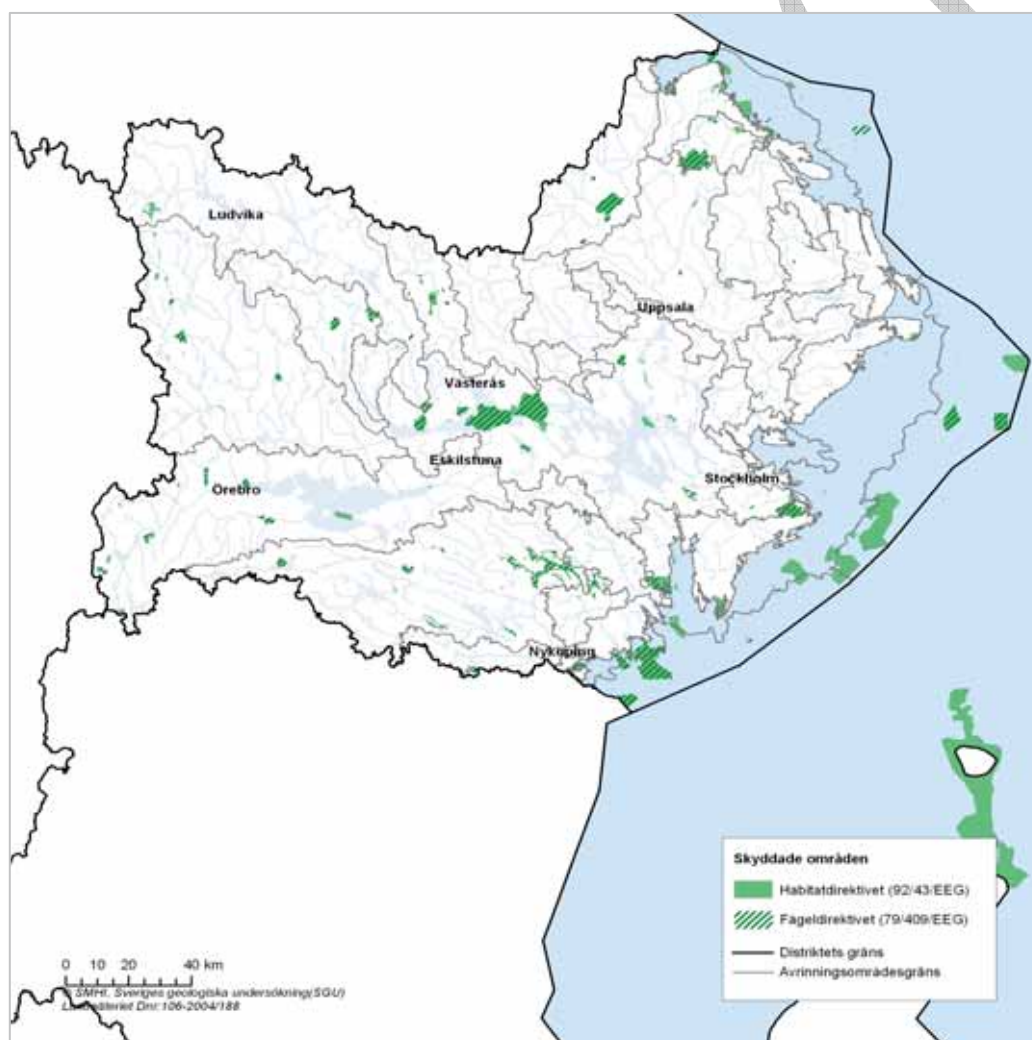 Ludvika
Uppsala
Västerås
Eskilstuna
Örebro
Stockholm
Nyköping
Skyddade områden
Habitatdirektivet (92/43/EEG)
Fågeldirektivet (79/409/EEG)
Distriktets gräns
Avrinningsområdesgräns
0 10 20 40 km
© SMHI, Sveriges geologiska undersökning(SGU)
Lantmäteriet Dnr: 106-2004/188